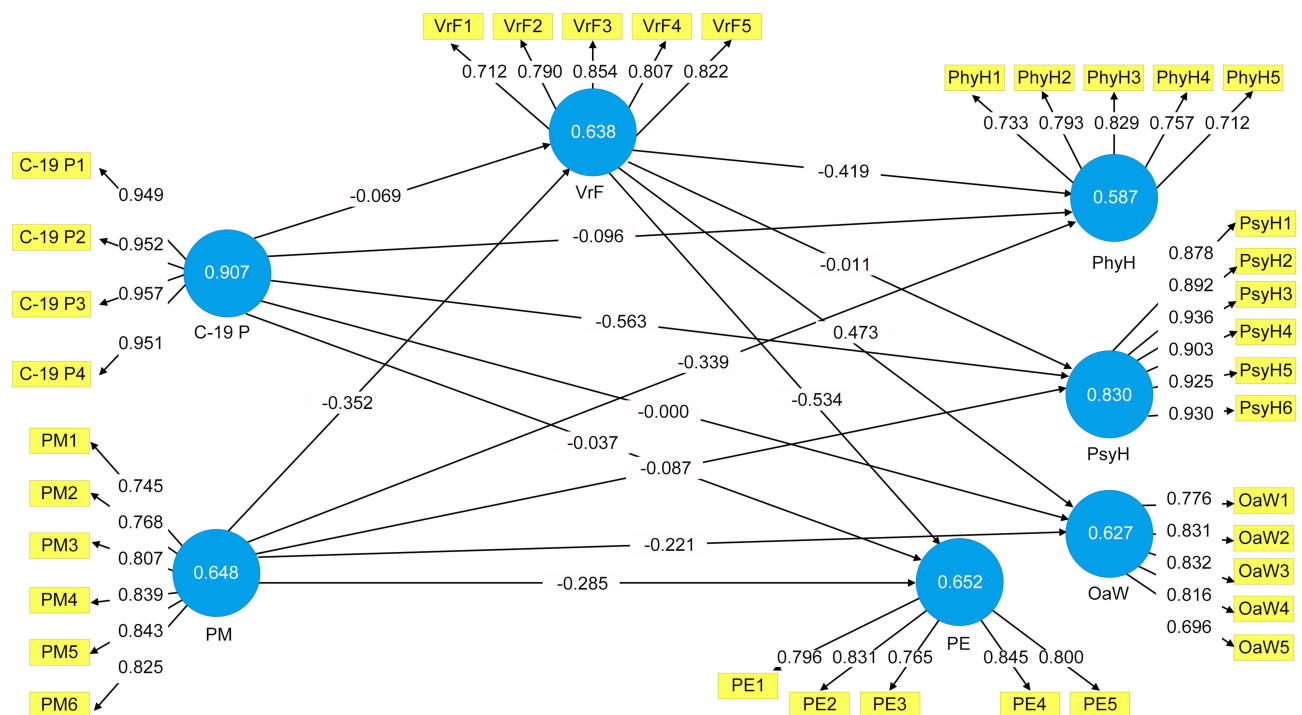 VrF1 VrF2 VrF3 VrF4 VrF5
0.712 0.790 0.854 0.807 0.822
0.638
VrF
PhyH1 PhyH2 PhyH3 PhyH4 PhyH5
0.733 0.793 0.829 0.757 0.712
0.587
PhyH
C-19 P1
0.949
C-19 P2
0.952
C-19 P3
0.957
C-19 P4
0.951
0.907
C-19 P
-0.069
-0.419
-0.096
-0.011
-0.563
0.473
-0.339
-0.352
-0.534
-0.000
-0.037
-0.087
-0.221
-0.285
PsyH1
0.878
PsyH2
0.892
PsyH3
0.936
PsyH4
0.903
PsyH5
0.925
PsyH6
0.930
0.830
PsyH
PM1
0.745
PM2
0.768
PM3
0.807
PM4
0.839
PM5
0.843
PM6
0.825
0.648
PM
OaW1
0.776
OaW2
0.831
OaW3
0.832
OaW4
0.816
OaW5
0.696
0.627
OaW
0.652
PE
0.796 0.831 0.765 0.845 0.800
PE1 PE2 PE3 PE4 PE5